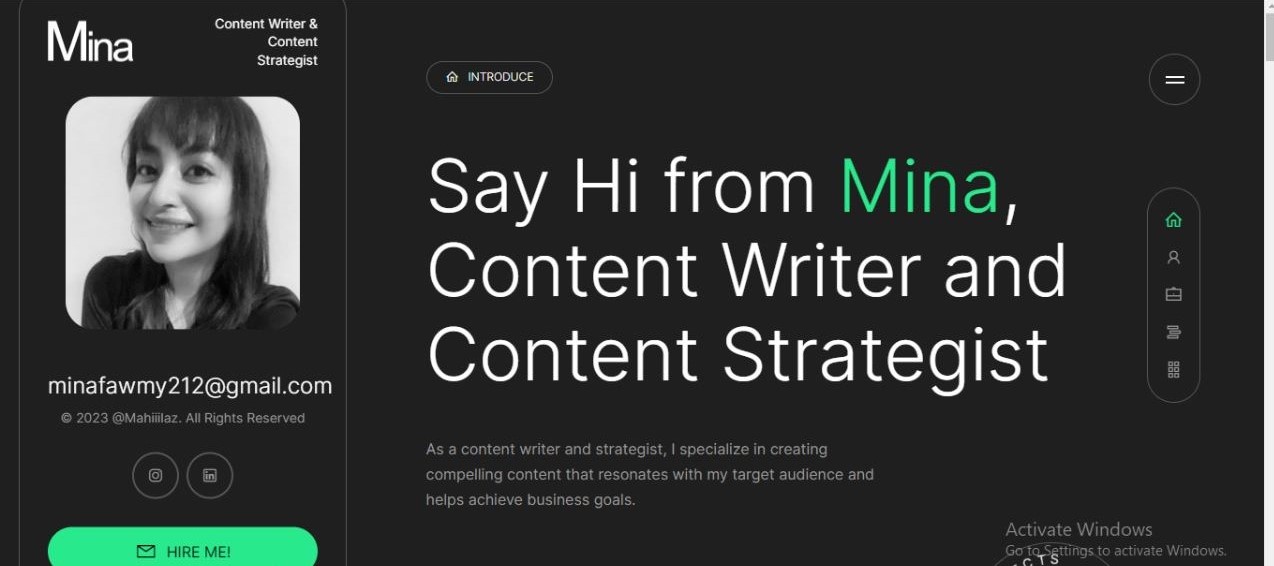 Mina
Content Writer &
Content
Strategist
minafawmy212@gmail.com
© 2023 @Mahiiilaz. All Rights Reserved
HIRE ME!
INTRODUCE
Say Hi from Mina,
Content Writer and
Content Strategist
As a content writer and strategist, I specialize in creating
compelling content that resonates with my target audience and
helps achieve business goals.
Activate Windows
Go to Settings to activate Windows.